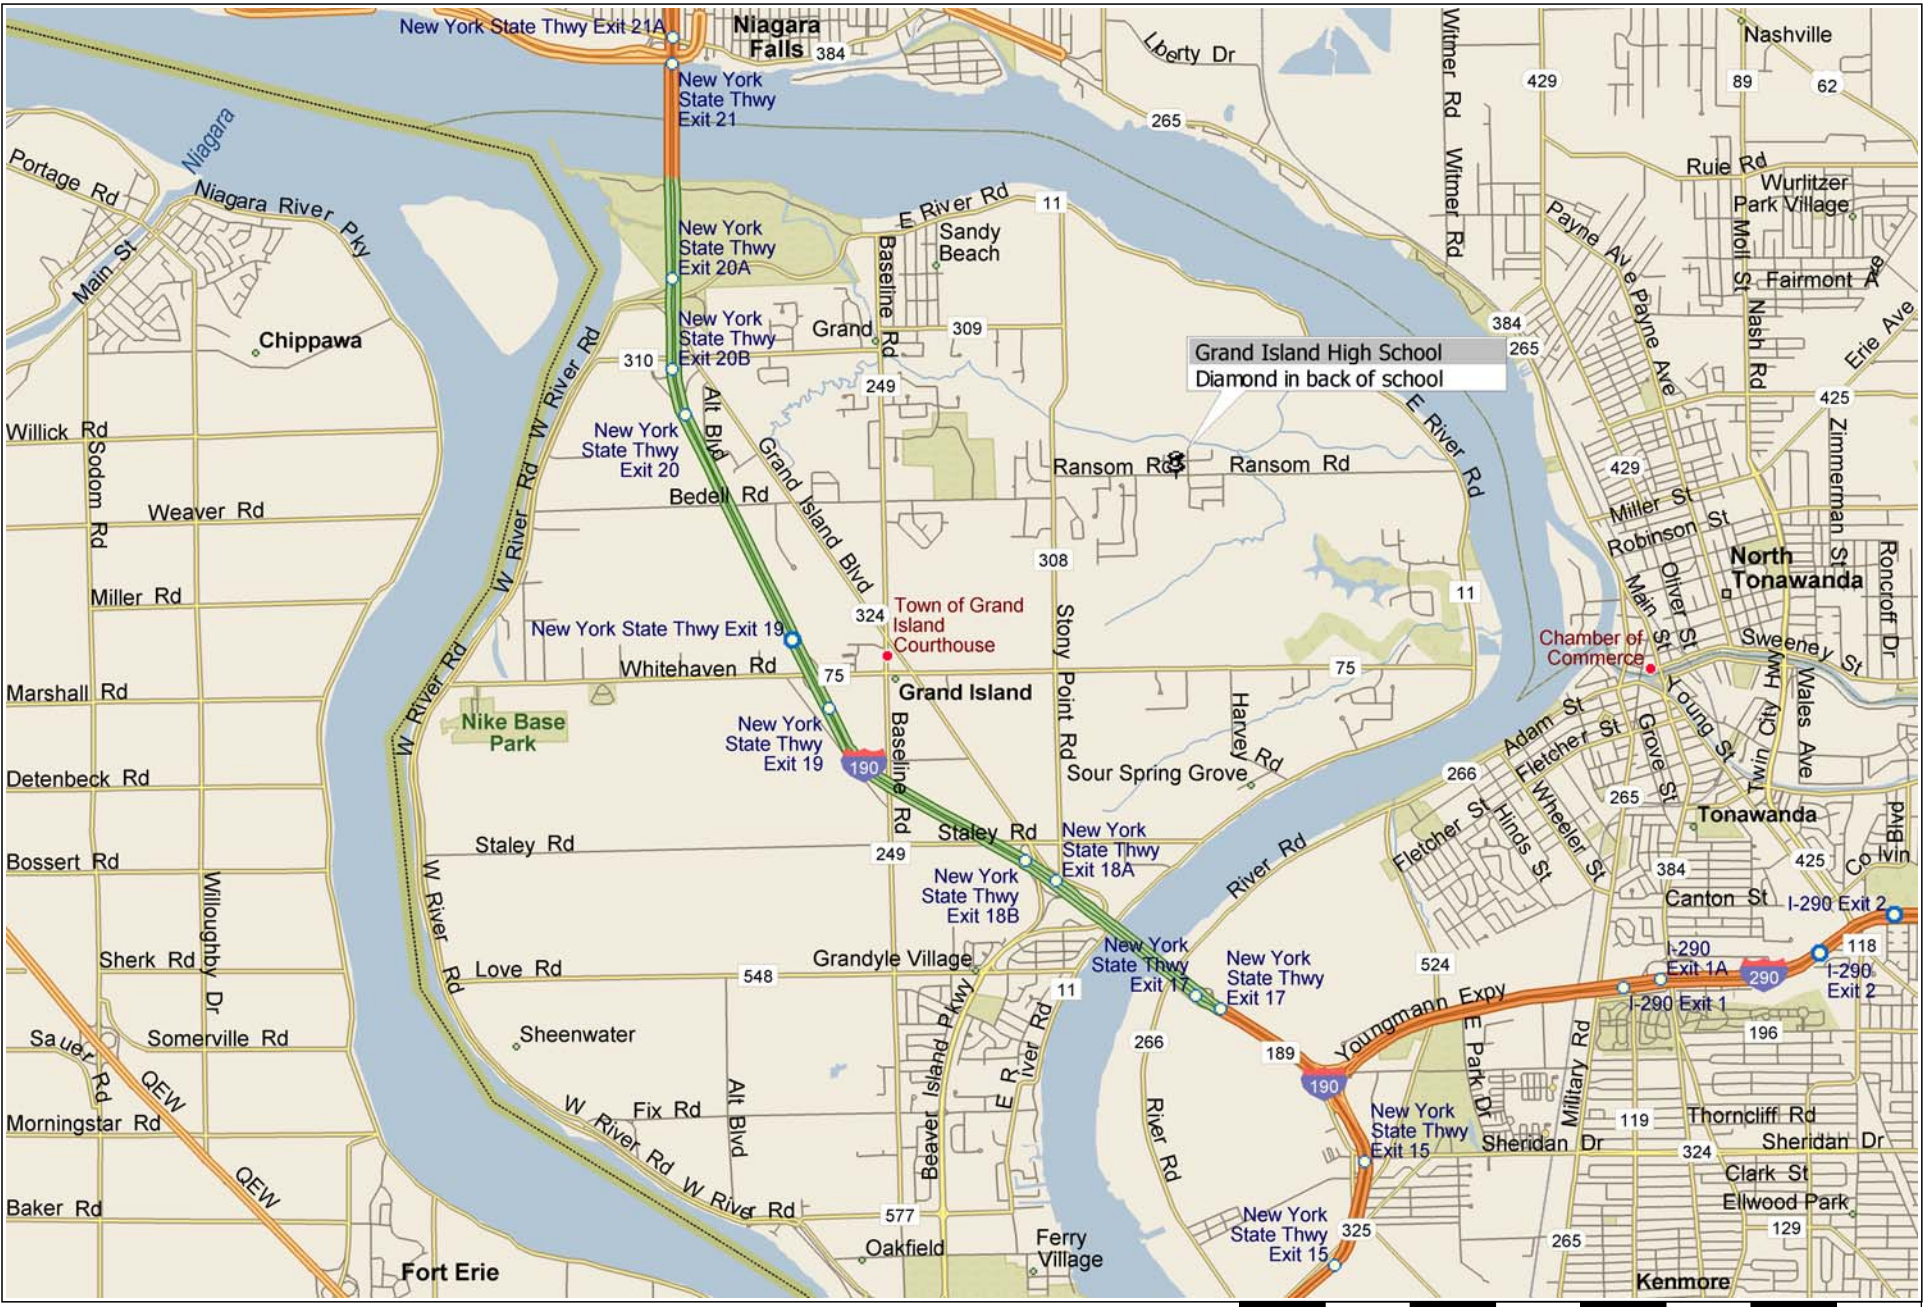 New York State Thwy Exit 21A
Niagara
Falls
384
Liberty Dr
Witmer Rd
Witmer Rd
Witmer Rd
429
89
Nashville
62
New York
State Thwy
Exit 21
265
Niagara
Portage Rd
Niagara River Pky
Main St
Chippawa
E River Rd
11
Sandy
Beach
Baseline Rd
New York
State Thwy
Exit 20A
New York
State Thwy
Exit 20B
Grand
309
310
249
Ruie Rd
Wurlitzer
Park Village
Payne Ave
Payne Ave
Moll St
Fairmont Ave
Nash Rd
Erie Ave
384
265
425
Grand Island High School
Diamond in back of school
W River Rd
W River Rd
Alt Blvd
New York
State Thwy
Exit 20
Grand Island Blvd
Bedell Rd
Ransom Rd
Ransom Rd
E River Rd
429
Miller St
Robinson St
Zimmerman St
Willick Rd
Sodom Rd
Weaver Rd
Miller Rd
W River Rd
308
11
North
Tonawanda
Roncroff Dr
Oliver St
Main St
324
Town of Grand
Island
Courthouse
New York State Thwy Exit 19
Whitehaven Rd
75
75
Grand Island
Stony Point Rd
Chamber of
Commerce
Sweeney St
Marshall Rd
W River Rd
Nike Base
Park
New York
State Thwy
Exit 19
190
Baseline Rd
Harvey Rd
Sour Spring Grove
Adam St
Fletcher St
Grove St
Young St
Twin City Hwy
Wales Ave
266
265
Detenbeck Rd
Staley Rd
Staley Rd
249
New York
State Thwy
Exit 18A
New York
State Thwy
Exit 18B
River Rd
Fletcher St
Hinds St
Wheeler St
Tonawanda
Blvd
Colvin
425
384
Canton St
I-290 Exit 2
Bossert Rd
Willoughby Dr
W River Rd
Sherk Rd
Love Rd
548
Grandyle Village
New York
State Thwy
Exit 17
New York
State Thwy
Exit 17
11
524
I-290
Exit 1A
290
118
I-290
Exit 2
I-290 Exit 1
Youngmann Expy
196
Sheenwater
Somerville Rd
Sauer Rd
QEW
Beaver Island Pkwy
E River Rd
266
189
190
E Park Dr
Military Rd
Alt Blvd
Fix Rd
W River Rd
W River Rd
River Rd
New York
State Thwy
Exit 15
119
Thorncliff Rd
Sheridan Dr
Sheridan Dr
324
Clark St
Ellwood Park
Morningstar Rd
QEW
Baker Rd
577
Oakfield
Ferry
Village
New York
State Thwy
Exit 15
325
265
129
Fort Erie
Kenmore